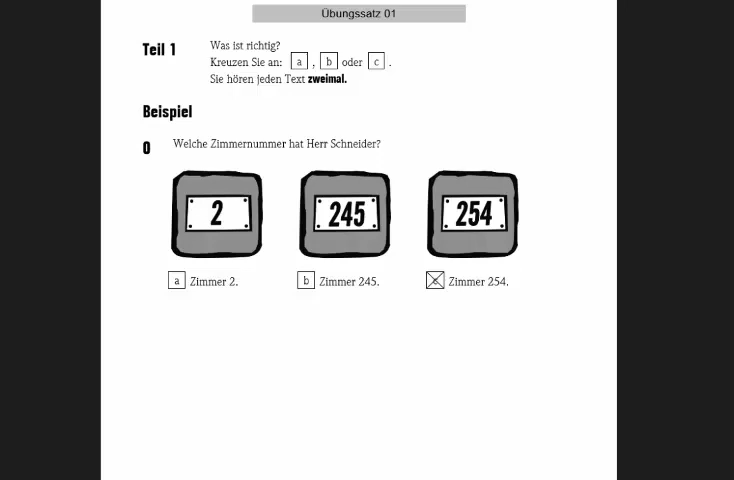 Übungssatz 01
Teil 1
Was ist richtig?
Kreuzen Sie an: a , b oder c .
Sie hören jeden Text zweimal.
Beispiel
0 Welche Zimmernummer hat Herr Schneider?
2 245 254
a Zimmer 2. b Zimmer 245. c Zimmer 254.